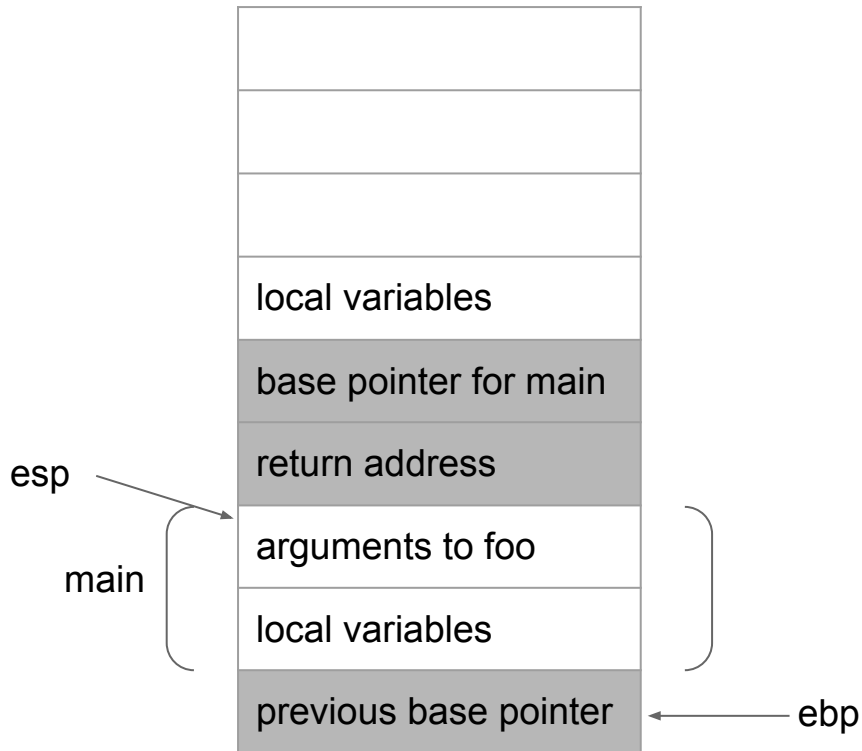 local variables
base pointer for main
return address
esp
arguments to foo
main
local variables
previous base pointer
ebp